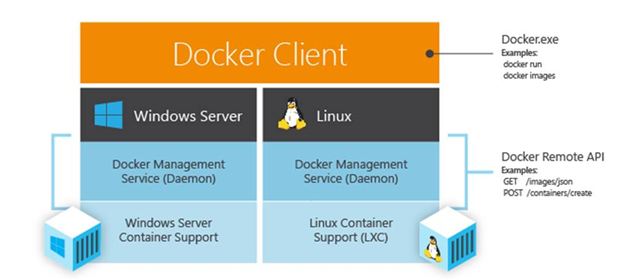 Docker Client
Docker.exe
Examples:
docker run
docker images
Windows Server
Linux
Docker Management
Service (Daemon)
Docker Management
Service (Daemon)
Docker Remote API
Examples:
GET /images/json
POST /containers/create
Windows Server
Container Support
Linux Container
Support (LXC)